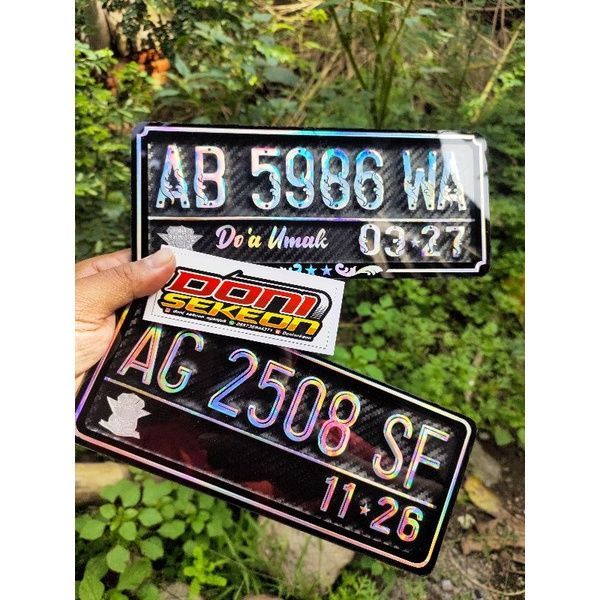 AB 5986 WA
Do'a Umak 03★27
DONI
SEKEON
AG 2508 SF
11★26